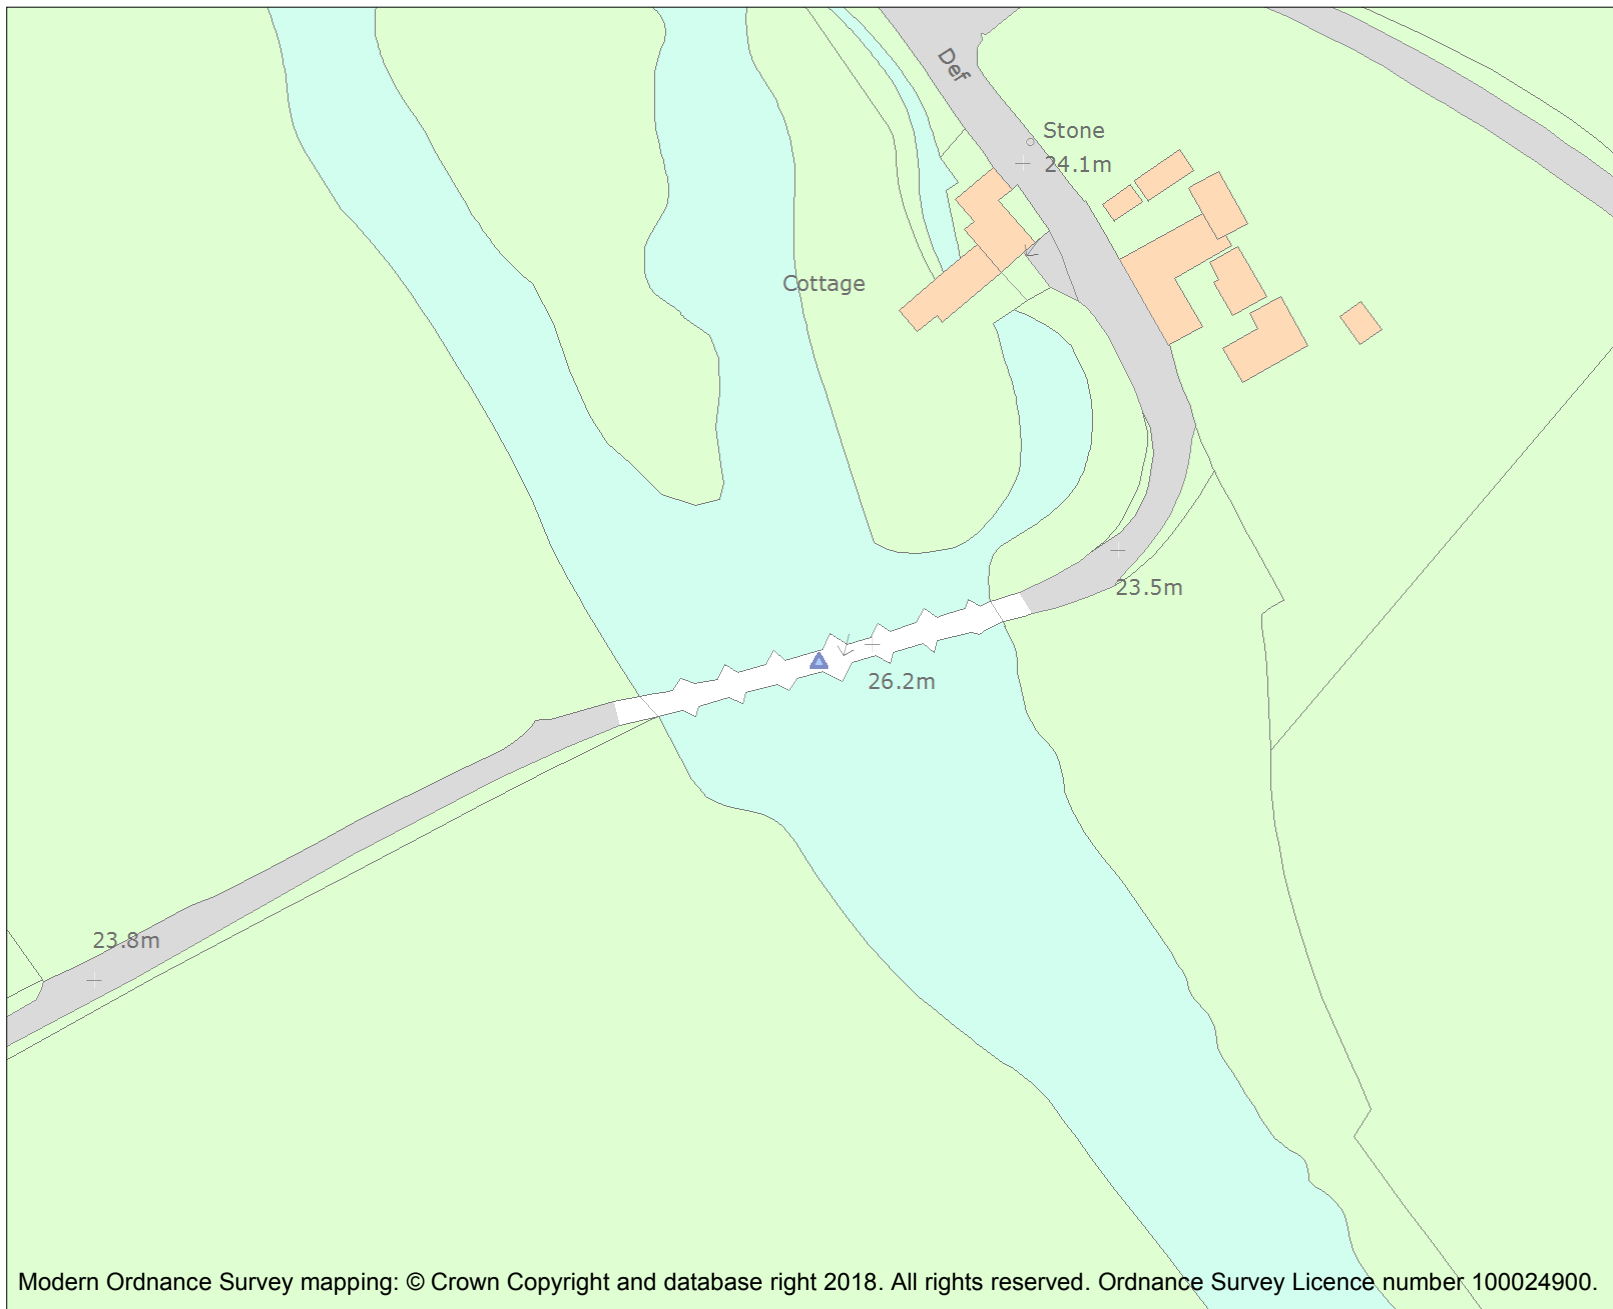 Def
Stone
24.1m
Cottage
23.5m
26.2m
23.8m
Modern Ordnance Survey mapping: © Crown Copyright and database right 2018. All rights reserved. Ordnance Survey Licence number 100024900.